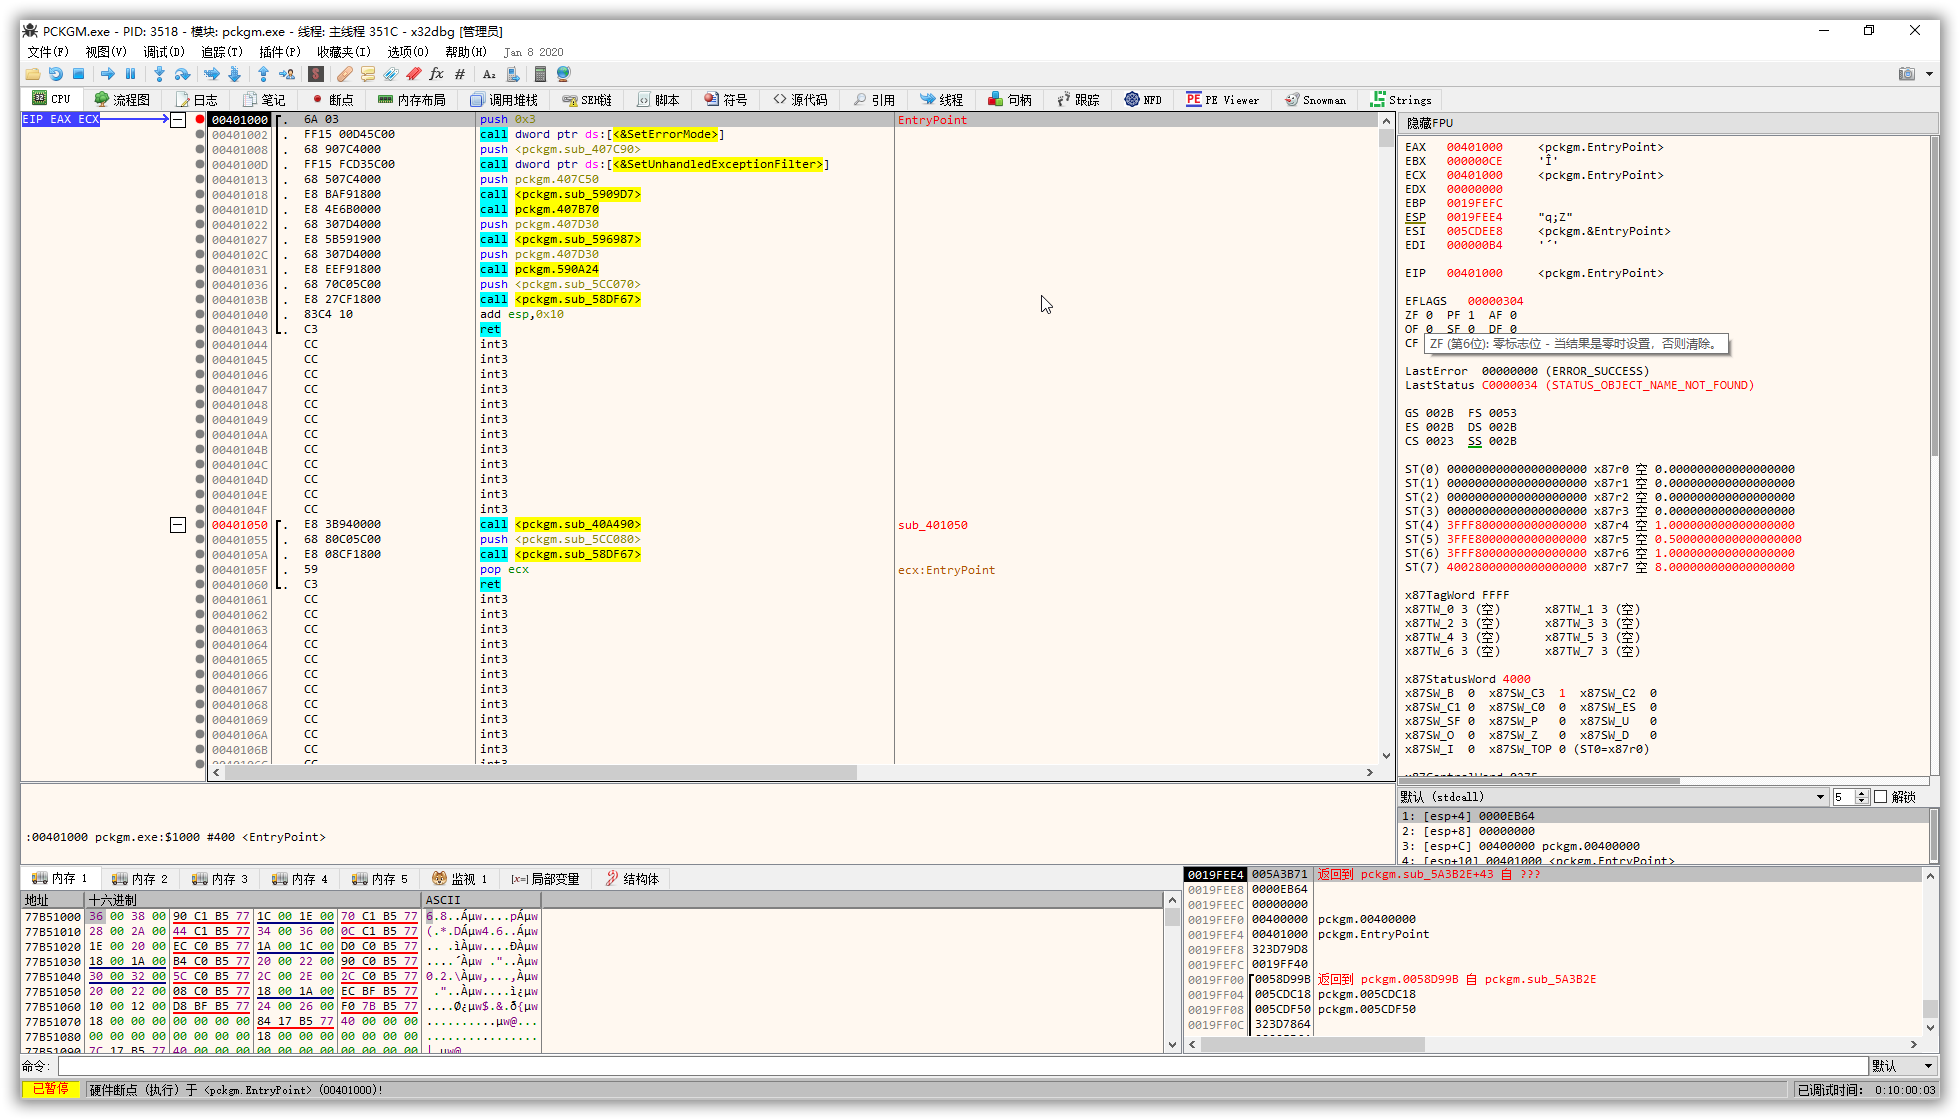 PCKGM.exe - PID: 3518 - 模块: pckgm.exe - 线程: 主线程 351C - x32dbg [管理员]
文件(F) 视图(V) 调试(D) 追踪(T) 插件(P) 收藏夹(I) 选项(O) 帮助(H) Jan 8 2020
CPU 流程图 日志 笔记 断点 内存布局 调用堆栈 SEH链 脚本 符号 源代码 引用 线程 句柄 跟踪 NFD PE Viewer Snowman Strings
EIP EAX ECX
00401000 . 6A 03 push 0x3 EntryPoint
00401002 . FF15 00D45C00 call dword ptr ds:[<&SetErrorMode>]
00401008 . 68 907C4000 push <pckgm.sub_407C90>
0040100D . FF15 FCD35C00 call dword ptr ds:[<&SetUnhandledExceptionFilter>]
00401013 . 68 507C4000 push pckgm.407C50
00401018 . E8 BAF91800 call <pckgm.sub_5909D7>
0040101D . E8 4E6B0000 call pckgm.407B70
00401022 . 68 307D4000 push pckgm.407D30
00401027 . E8 5B591900 call <pckgm.sub_596987>
0040102C . 68 307D4000 push pckgm.407D30
00401031 . E8 EEF91800 call pckgm.590A24
00401036 . 68 70C05C00 push <pckgm.sub_5CC070>
0040103B . E8 27CF1800 call <pckgm.sub_58DF67>
00401040 . 83C4 10 add esp,0x10
00401043 . C3 ret
00401044 CC int3
00401045 CC int3
00401046 CC int3
00401047 CC int3
00401048 CC int3
00401049 CC int3
0040104A CC int3
0040104B CC int3
0040104C CC int3
0040104D CC int3
0040104E CC int3
0040104F CC int3
00401050 . E8 3B940000 call <pckgm.sub_40A490> sub_401050
00401055 . 68 80C05C00 push <pckgm.sub_5CC080>
0040105A . E8 08CF1800 call <pckgm.sub_58DF67>
0040105F . 59 pop ecx ecx:EntryPoint
00401060 . C3 ret
00401061 CC int3
00401062 CC int3
00401063 CC int3
00401064 CC int3
00401065 CC int3
00401066 CC int3
00401067 CC int3
00401068 CC int3
00401069 CC int3
0040106A CC int3
0040106B CC int3
隐藏FPU
EAX 00401000 <pckgm.EntryPoint>
EBX 000000CE 'Î'
ECX 00401000 <pckgm.EntryPoint>
EDX 00000000
EBP 0019FEFC
ESP 0019FEE4 "q;Z"
ESI 005CDEE8 <pckgm.&EntryPoint>
EDI 000000B4 '´'
EIP 00401000 <pckgm.EntryPoint>
EFLAGS 00000304
ZF 0 PF 1 AF 0
OF 0 SF 0 DF 0
CF
ZF (第6位): 零标志位 - 当结果是零时设置，否则清除。
LastError 00000000 (ERROR_SUCCESS)
LastStatus C0000034 (STATUS_OBJECT_NAME_NOT_FOUND)
GS 002B FS 0053
ES 002B DS 002B
CS 0023 SS 002B
ST(0) 00000000000000000000 x87r0 空 0.000000000000000000
ST(1) 00000000000000000000 x87r1 空 0.000000000000000000
ST(2) 00000000000000000000 x87r2 空 0.000000000000000000
ST(3) 00000000000000000000 x87r3 空 0.000000000000000000
ST(4) 3FFF8000000000000000 x87r4 空 1.000000000000000000
ST(5) 3FFE8000000000000000 x87r5 空 0.5000000000000000000
ST(6) 3FFF8000000000000000 x87r6 空 1.000000000000000000
ST(7) 40028000000000000000 x87r7 空 8.000000000000000000
x87TagWord FFFF
x87TW_0 3 (空) x87TW_1 3 (空)
x87TW_2 3 (空) x87TW_3 3 (空)
x87TW_4 3 (空) x87TW_5 3 (空)
x87TW_6 3 (空) x87TW_7 3 (空)
x87StatusWord 4000
x87SW_B 0 x87SW_C3 1 x87SW_C2 0
x87SW_C1 0 x87SW_C0 0 x87SW_ES 0
x87SW_SF 0 x87SW_P 0 x87SW_U 0
x87SW_O 0 x87SW_Z 0 x87SW_D 0
x87SW_I 0 x87SW_TOP 0 (ST0=x87r0)
默认 (stdcall) 5 解锁
1: [esp+4] 0000EB64
2: [esp+8] 00000000
3: [esp+C] 00400000 pckgm.00400000
4: [esp+10] 00401000 <pckgm.EntryPoint>
:00401000 pckgm.exe:$1000 #400 <EntryPoint>
内存 1 内存 2 内存 3 内存 4 内存 5 监视 1 [x=] 局部变量 结构体
地址 十六进制 ASCII
77B51000 36 00 38 00 90 C1 B5 77 1C 00 1E 00 70 C1 B5 77 6.8..Áµw....pÁµw
77B51010 28 00 2A 00 44 C1 B5 77 34 00 36 00 0C C1 B5 77 (.*.DÁµw4.6..Áµw
77B51020 1E 00 20 00 EC C0 B5 77 1A 00 1C 00 D0 C0 B5 77 .. .ìÀµw....ÐÀµw
77B51030 18 00 1A 00 B4 C0 B5 77 20 00 22 00 90 C0 B5 77 ....´Àµw ."..Àµw
77B51040 30 00 32 00 5C C0 B5 77 2C 00 2E 00 2C C0 B5 77 0.2.\Àµw,...,Àµw
77B51050 20 00 22 00 08 C0 B5 77 18 00 1A 00 EC BF B5 77 ."..Àµw....ì¿µw
77B51060 10 00 12 00 D8 BF B5 77 24 00 26 00 F0 7B B5 77 ....Ø¿µw$.&.ð{µw
77B51070 18 00 00 00 00 00 00 00 84 17 B5 77 40 00 00 00 ..........µw@...
77B51080 00 00 00 00 00 00 00 00 18 00 00 00 00 00 00 00 ................
77B51090 7C 17 B5 77 40 00 00 00 00 00 00 00 00 00 00 00 |.µw@
0019FEE4 005A3B71 返回到 pckgm.sub_5A3B2E+43 自 ???
0019FEE8 0000EB64
0019FEEC 00000000
0019FEF0 00400000 pckgm.00400000
0019FEF4 00401000 pckgm.EntryPoint
0019FEF8 323D79D8
0019FEFC 0019FF40
0019FF00 0058D99B 返回到 pckgm.0058D99B 自 pckgm.sub_5A3B2E
0019FF04 005CDC18 pckgm.005CDC18
0019FF08 005CDF50 pckgm.005CDF50
0019FF0C 323D7864
命令: 默认
已暂停 硬件断点 (执行) 于 <pckgm.EntryPoint> (00401000)! 已调试时间: 0:10:00:03